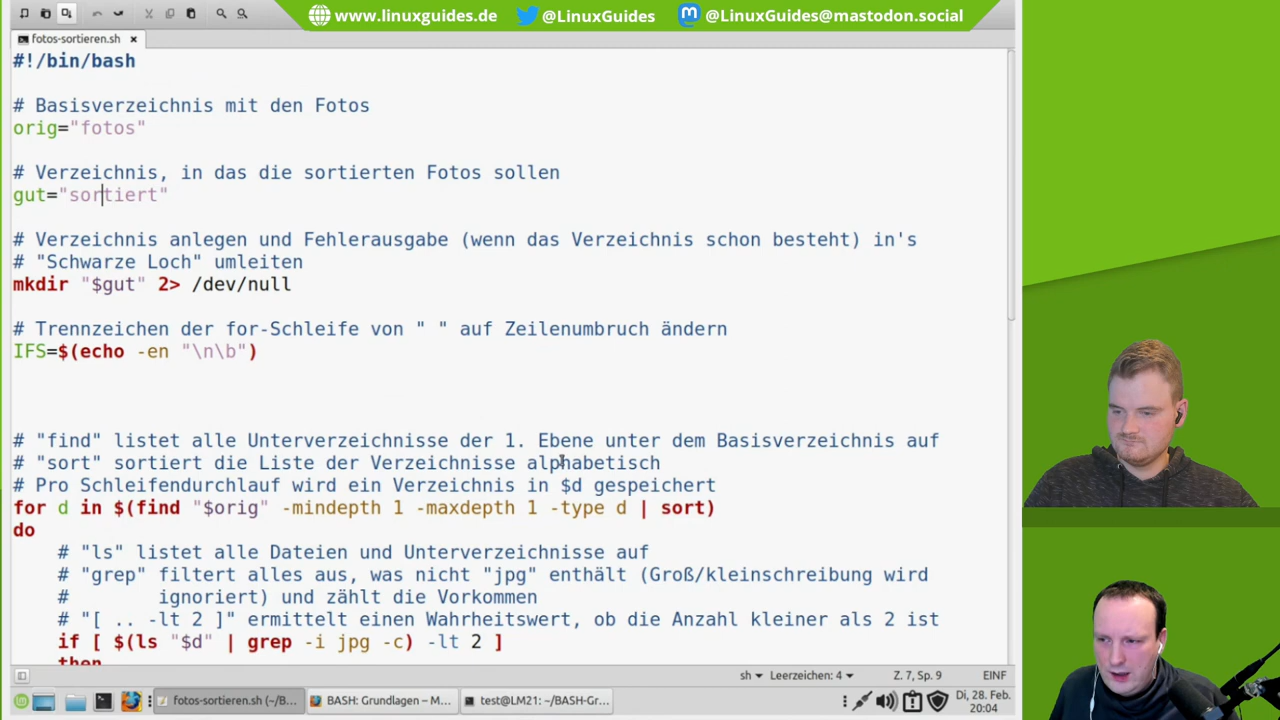 www.linuxguides.de @LinuxGuides @LinuxGuides@mastodon.social
fotos-sortieren.sh ×
#!/bin/bash
# Basisverzeichnis mit den Fotos
orig="fotos"
# Verzeichnis, in das die sortierten Fotos sollen
gut="sortiert"
# Verzeichnis anlegen und Fehlerausgabe (wenn das Verzeichnis schon besteht) in's
# "Schwarze Loch" umleiten
mkdir "$gut" 2> /dev/null
# Trennzeichen der for-Schleife von " " auf Zeilenumbruch ändern
IFS=$(echo -en "\n\b")
# "find" listet alle Unterverzeichnisse der 1. Ebene unter dem Basisverzeichnis auf
# "sort" sortiert die Liste der Verzeichnisse alphabetisch
# Pro Schleifendurchlauf wird ein Verzeichnis in $d gespeichert
for d in $(find "$orig" -mindepth 1 -maxdepth 1 -type d | sort)
do
# "ls" listet alle Dateien und Unterverzeichnisse auf
# "grep" filtert alles aus, was nicht "jpg" enthält (Groß/kleinschreibung wird
# ignoriert) und zählt die Vorkommen
# "[ .. -lt 2 ]" ermittelt einen Wahrheitswert, ob die Anzahl kleiner als 2 ist
if [ $(ls "$d" | grep -i jpg -c) -lt 2 ]
then
sh Leerzeichen: 4 Z. 7, Sp. 9 EINF
fotos-sortieren.sh (~/B... BASH: Grundlagen – M... test@LM21: ~/BASH-Gr... Di, 28. Feb.
20:04